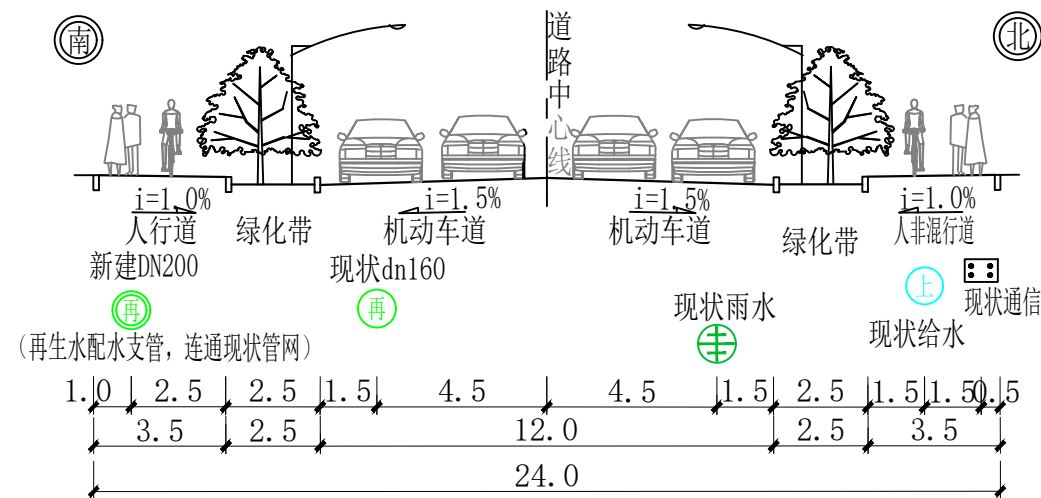 南
北
道路中心线
i=1.0%
i=1.5%
i=1.5%
i=1.0%
人行道
绿化带
机动车道
机动车道
绿化带
人非混行道
新建DN200
现状dn160
再
再
上
现状通信
现状雨水
现状给水
(再生水配水支管，连通现状管网)
1.0 2.5 2.5 1.5 4.5 4.5 1.5 2.5 1.5 1.5 0.5
3.5 2.5 12.0 2.5 3.5
24.0